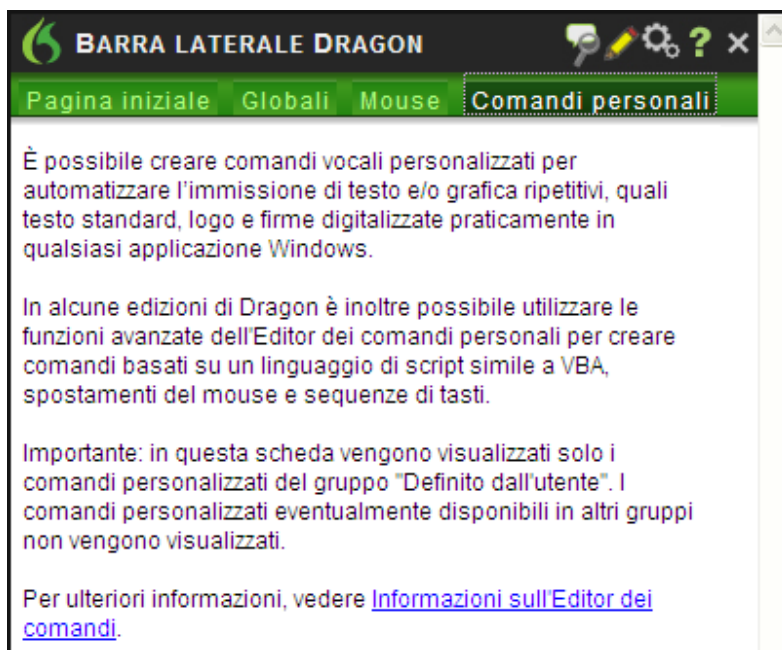 BARRA LATERALE DRAGON
Pagina iniziale Globali Mouse Comandi personali
È possibile creare comandi vocali personalizzati per
automatizzare l'immissione di testo e/o grafica ripetitivi, quali
testo standard, logo e firme digitalizzate praticamente in
qualsiasi applicazione Windows.
In alcune edizioni di Dragon è inoltre possibile utilizzare le
funzioni avanzate dell'Editor dei comandi personali per creare
comandi basati su un linguaggio di script simile a VBA,
spostamenti del mouse e sequenze di tasti.
Importante: in questa scheda vengono visualizzati solo i
comandi personalizzati del gruppo "Definito dall'utente". I
comandi personalizzati eventualmente disponibili in altri gruppi
non vengono visualizzati.
Per ulteriori informazioni, vedere Informazioni sull'Editor dei
comandi.